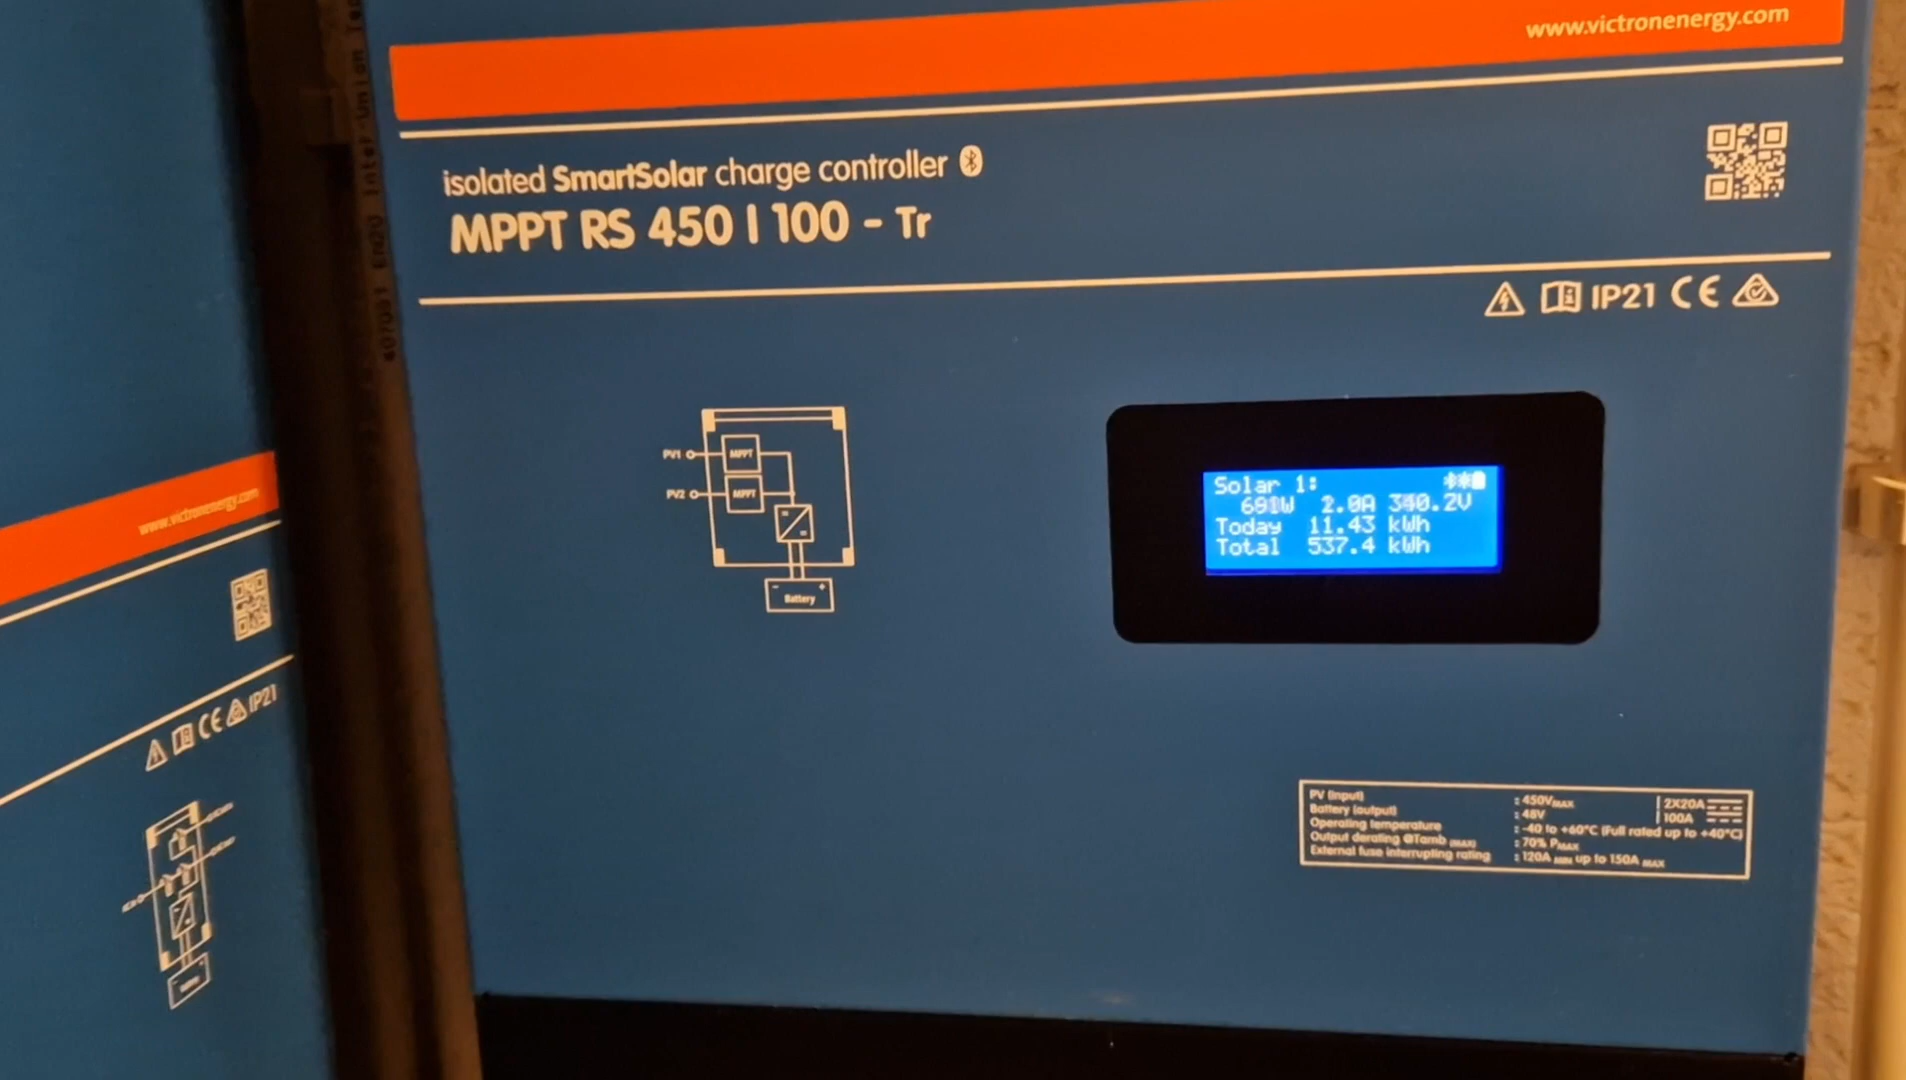 www.victronenergy.com
isolated SmartSolar charge controller
MPPT RS 450 | 100 - Tr
IP21 CE
PV1 MPPT
PV2 MPPT
Battery
- +
Solar 1:
2.0A 340.2V
Today 11.43 kWh
Total 537.4 kWh
PV (input) : 450V MAX | 2X20A
Battery (output) : 48V | 100A
Operating temperature : -40 to +60°C (Full rated up to +40°C)
Output derating @Tamb (MAX) : 70% PMAX
External fuse interrupting rating : 120A MIN up to 150A MAX
www.victronenergy.com
CE IP21